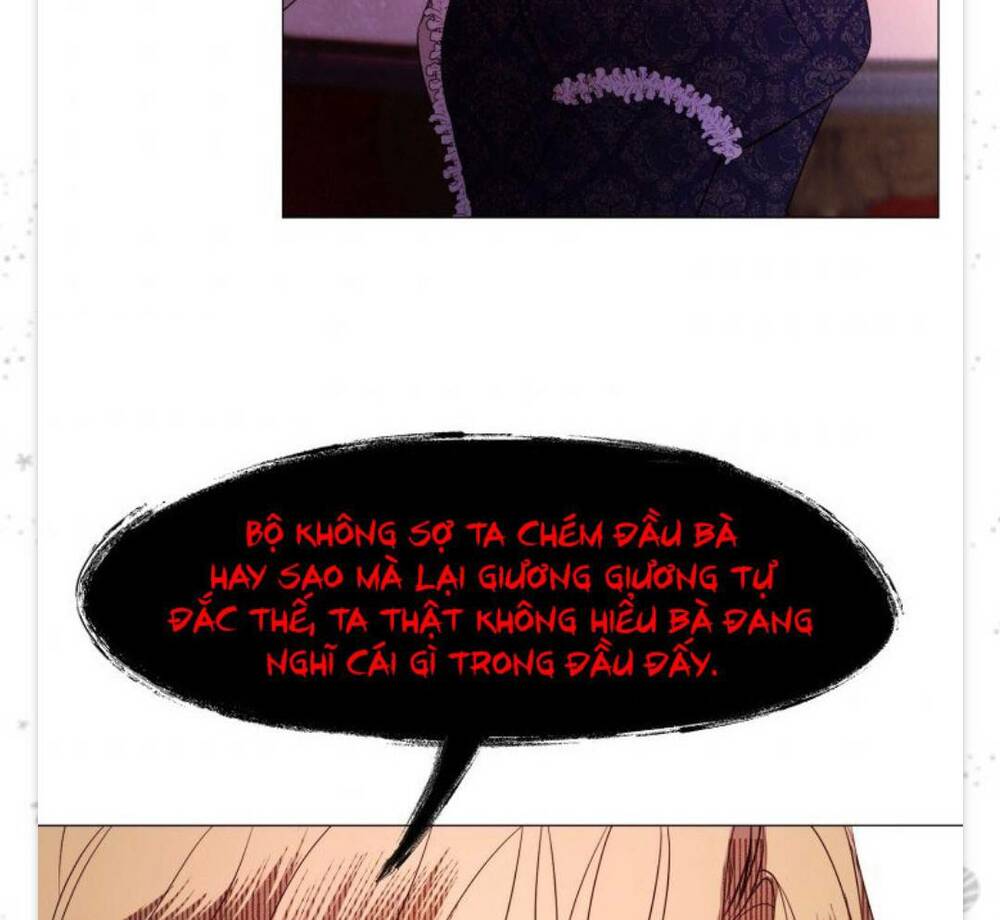 BỘ KHÔNG SỢ TA CHÉM ĐẦU BÀ
HAY SAO MÀ LẠI GIƯƠNG GIƯƠNG TỰ
ĐẮC THẾ, TA THẬT KHÔNG HIỂU BÀ ĐANG
NGHĨ CÁI GÌ TRONG ĐẦU ĐẤY.